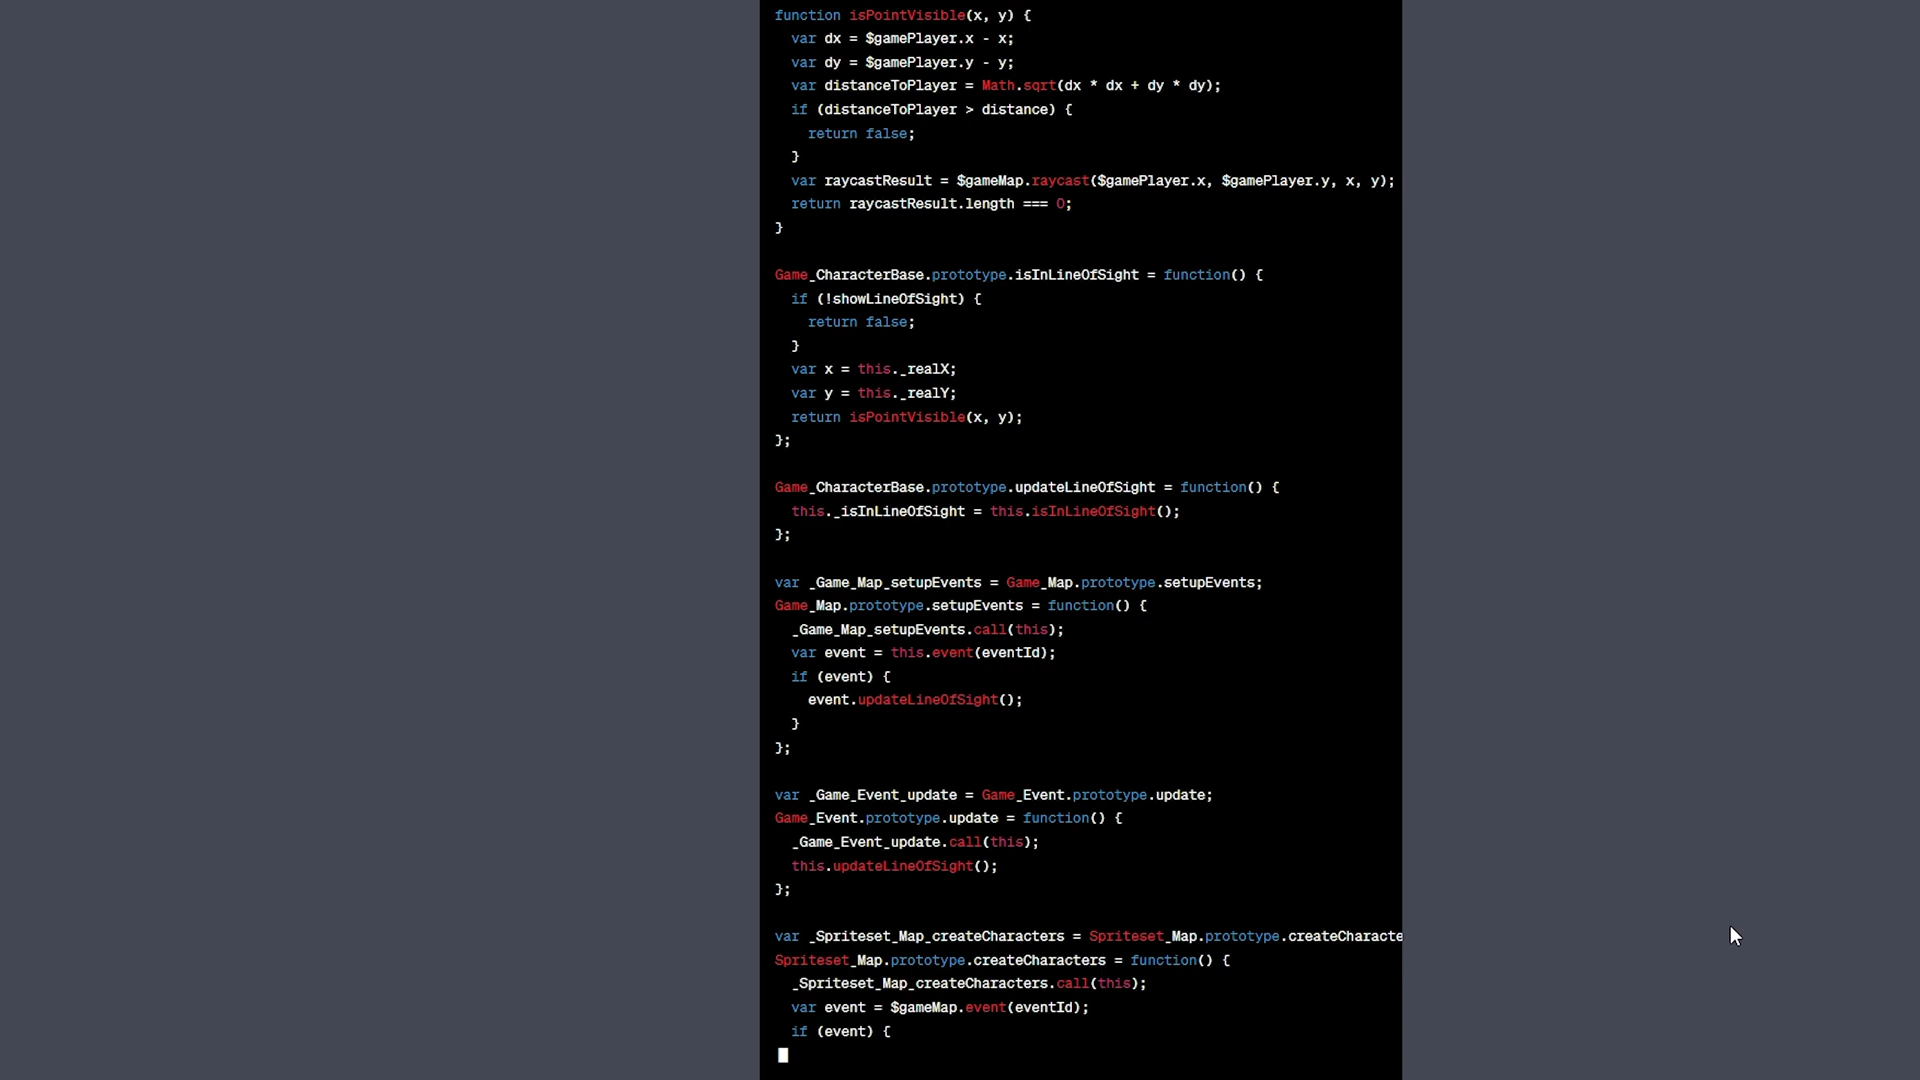 function isPointVisible(x, y) {
  var dx = $gamePlayer.x - x;
  var dy = $gamePlayer.y - y;
  var distanceToPlayer = Math.sqrt(dx * dx + dy * dy);
  if (distanceToPlayer > distance) {
    return false;
  }
  var raycastResult = $gameMap.raycast($gamePlayer.x, $gamePlayer.y, x, y);
  return raycastResult.length === 0;
}

Game_CharacterBase.prototype.isInLineOfSight = function() {
  if (!showLineOfSight) {
    return false;
  }
  var x = this._realX;
  var y = this._realY;
  return isPointVisible(x, y);
};

Game_CharacterBase.prototype.updateLineOfSight = function() {
  this._isInLineOfSight = this.isInLineOfSight();
};

var _Game_Map_setupEvents = Game_Map.prototype.setupEvents;
Game_Map.prototype.setupEvents = function() {
  _Game_Map_setupEvents.call(this);
  var event = this.event(eventId);
  if (event) {
    event.updateLineOfSight();
  }
};

var _Game_Event_update = Game_Event.prototype.update;
Game_Event.prototype.update = function() {
  _Game_Event_update.call(this);
  this.updateLineOfSight();
};

var _Spriteset_Map_createCharacters = Spriteset_Map.prototype.createCharacte
Spriteset_Map.prototype.createCharacters = function() {
  _Spriteset_Map_createCharacters.call(this);
  var event = $gameMap.event(eventId);
  if (event) {